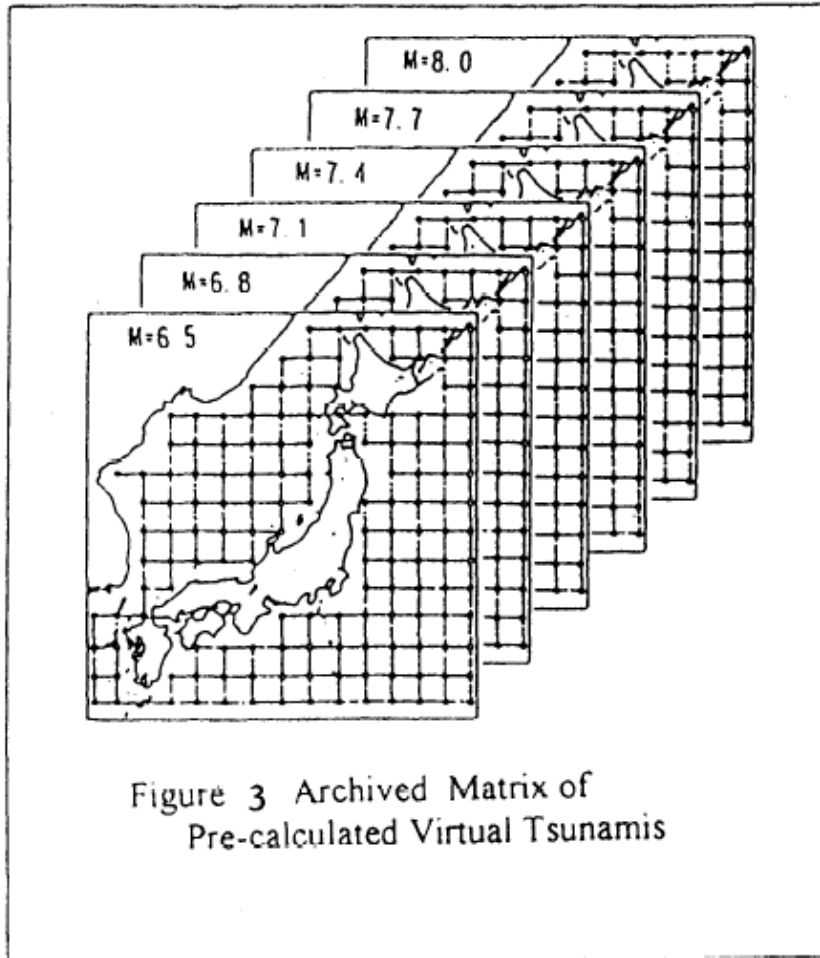 M=8.0
M=7.7
M=7.4
M=7.1
M=6.8
M=6 5
Figure 3 Archived Matrix of
Pre-calculated Virtual Tsunamis